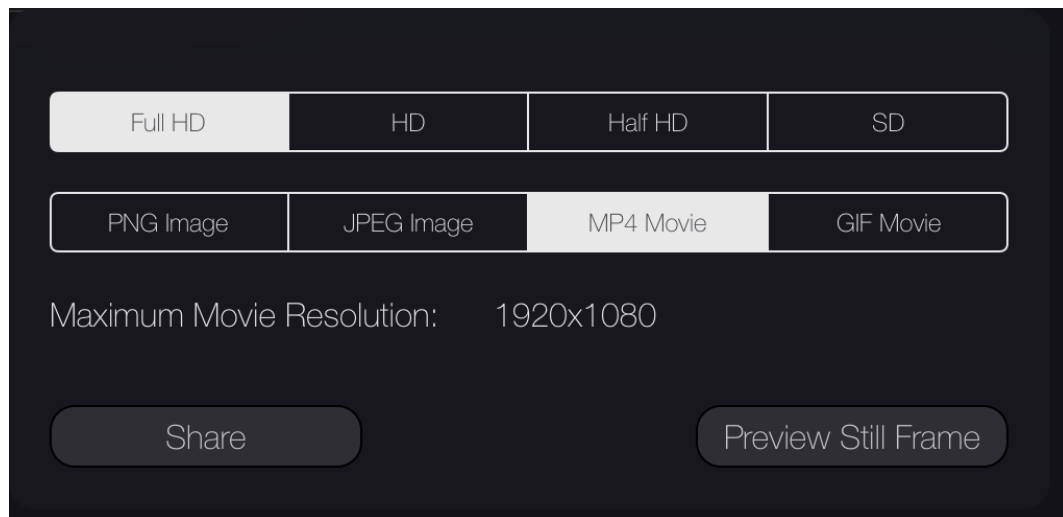 Full HD HD Half HD SD
PNG Image JPEG Image MP4 Movie GIF Movie
Maximum Movie Resolution: 1920x1080
Share Preview Still Frame